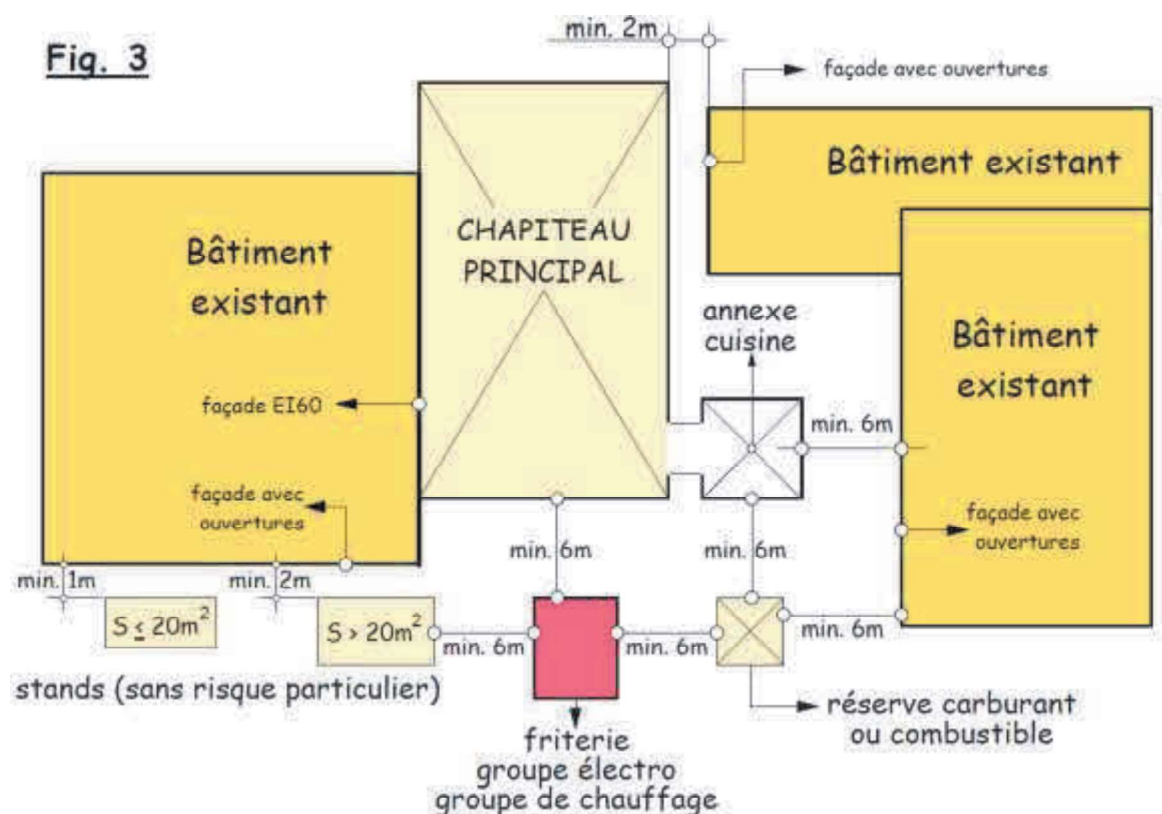 Fig. 3
min. 2m
façade avec ouvertures
Bâtiment existant
Bâtiment
existant
CHAPITEAU
PRINCIPAL
annexe
cuisine
Bâtiment
existant
façade EI60
min. 6m
façade avec
ouvertures
façade avec
ouvertures
min. 6m
min. 6m
min. 1m
min. 2m
S ≤ 20m²
S > 20m²
min. 6m
min. 6m
min. 6m
stands (sans risque particulier)
réserve carburant
ou combustible
friterie
groupe électro
groupe de chauffage